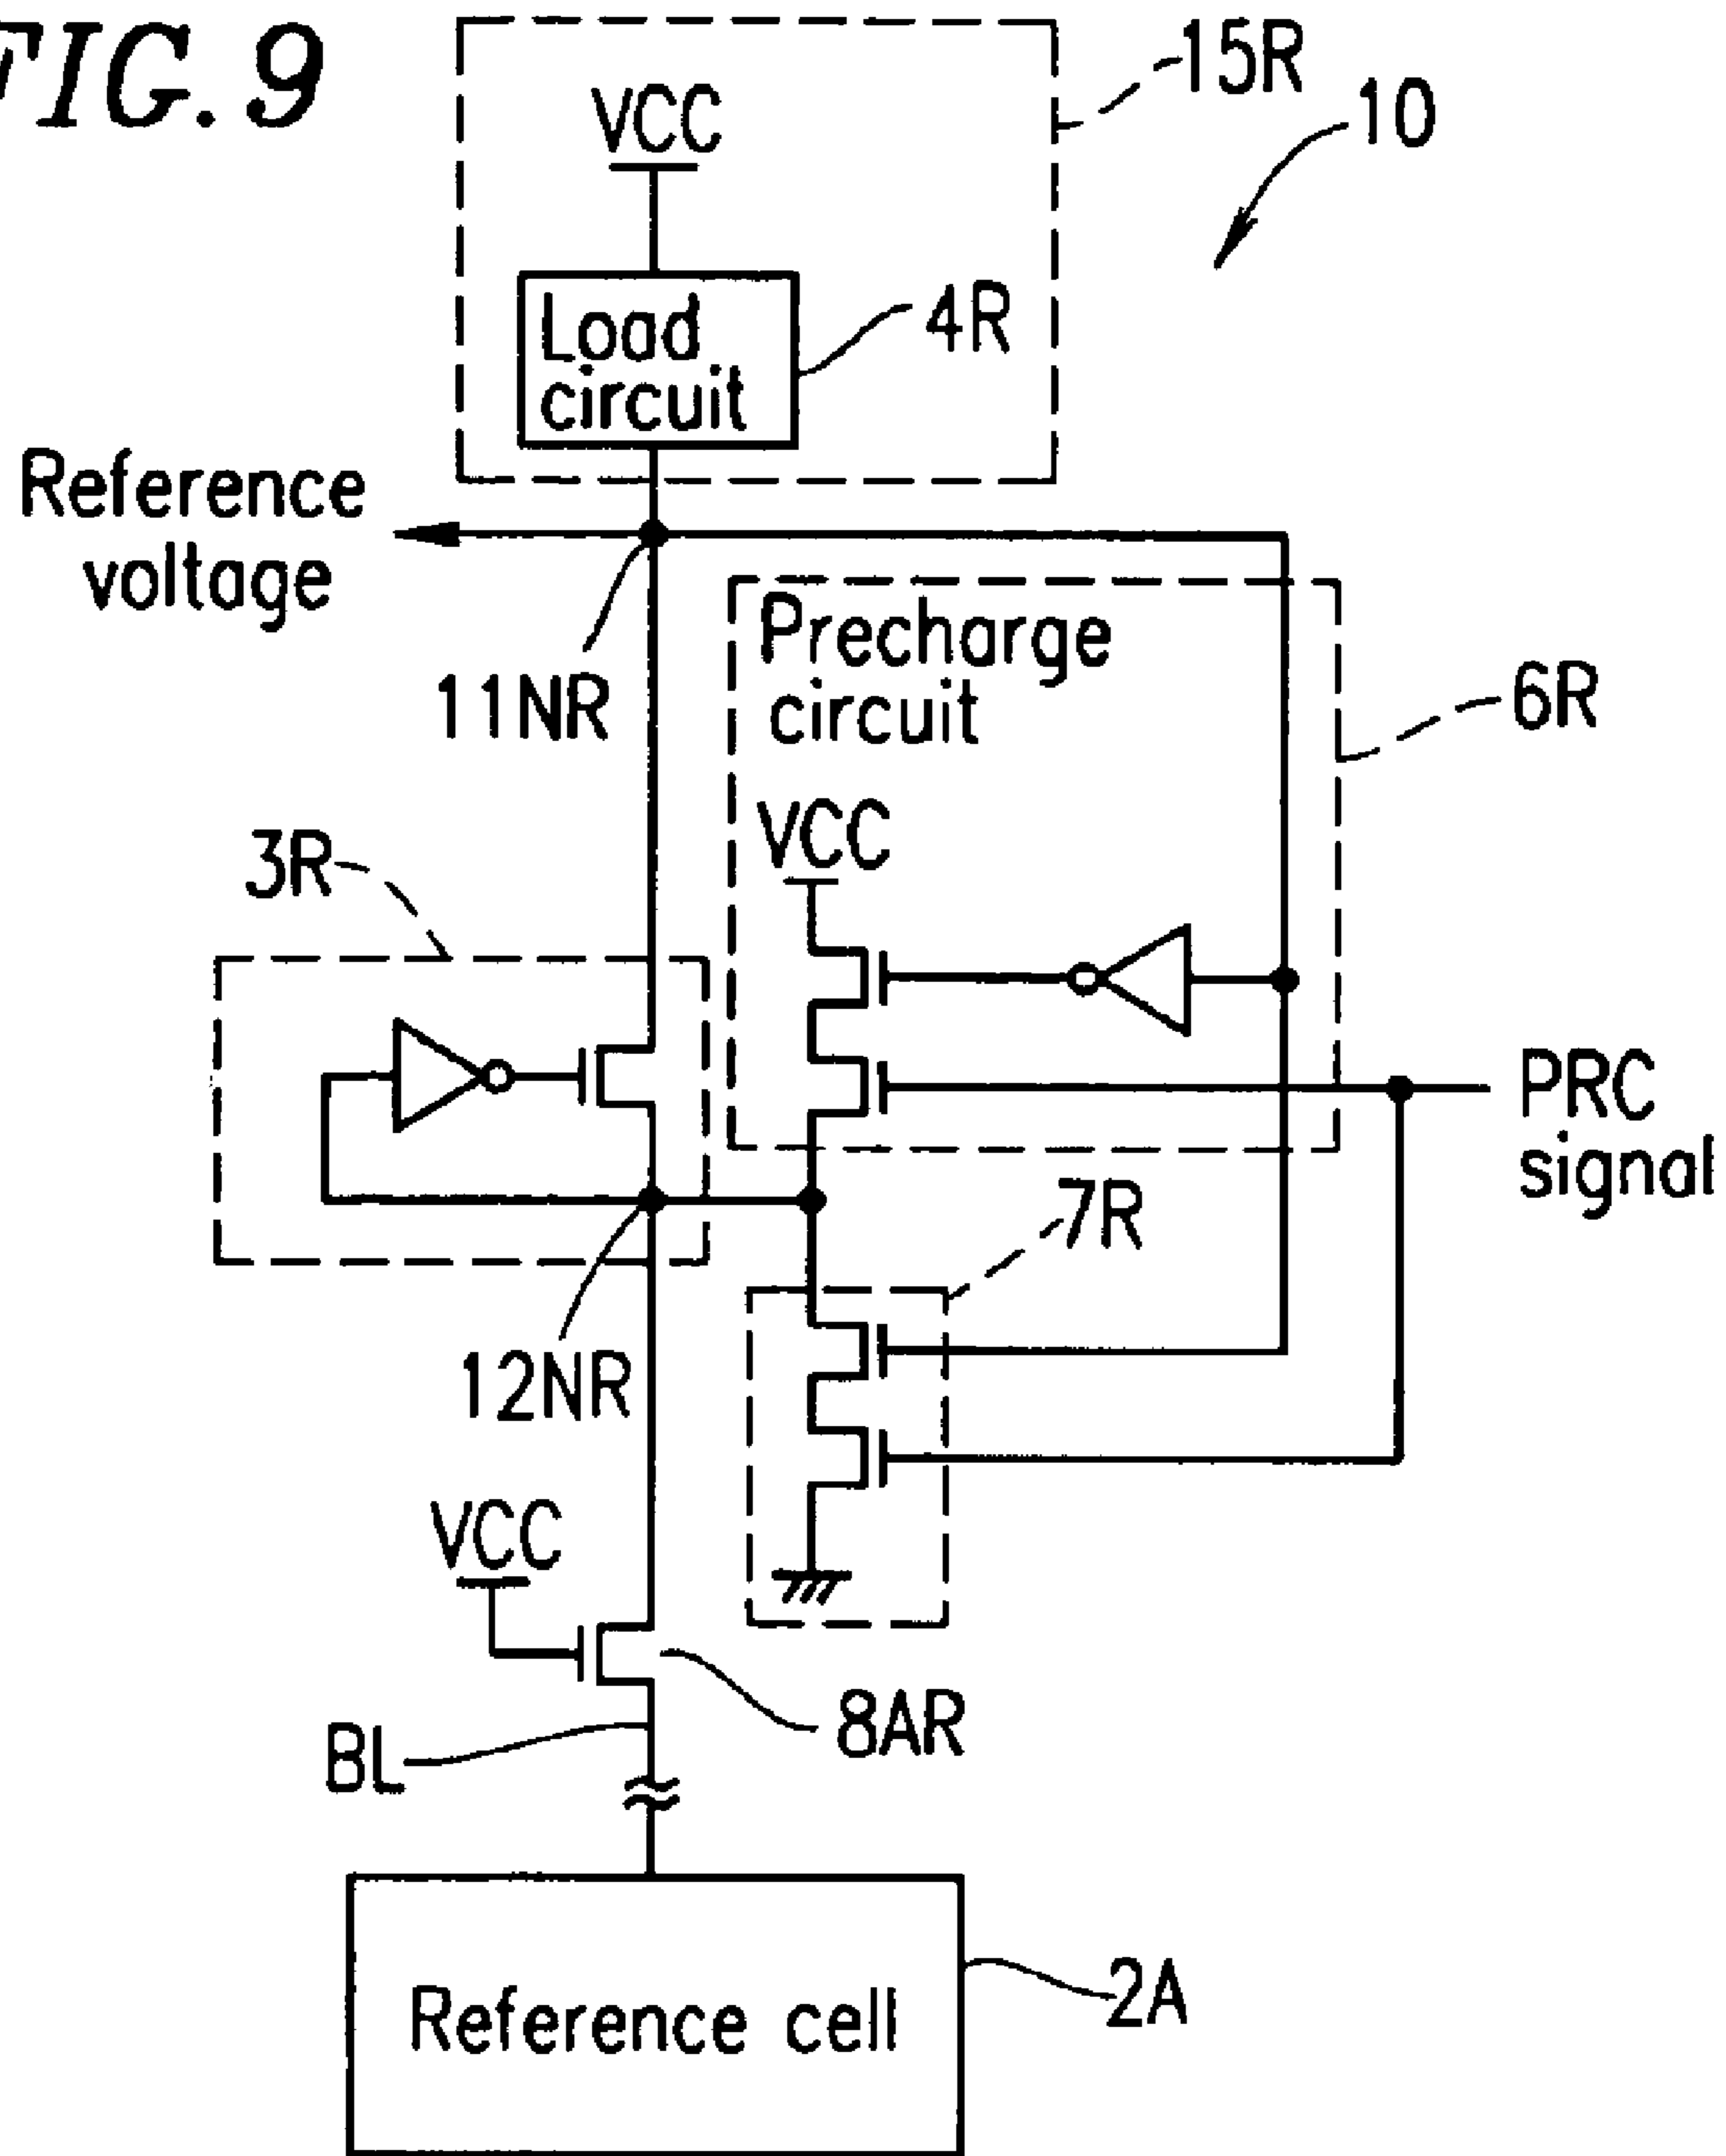 FIG. 9
15R
VCC
10
Load
circuit
4R
Reference
voltage
11NR
Precharge
circuit
6R
VCC
3R
PRC
signal
7R
12NR
VCC
8AR
BL
Reference cell
2A